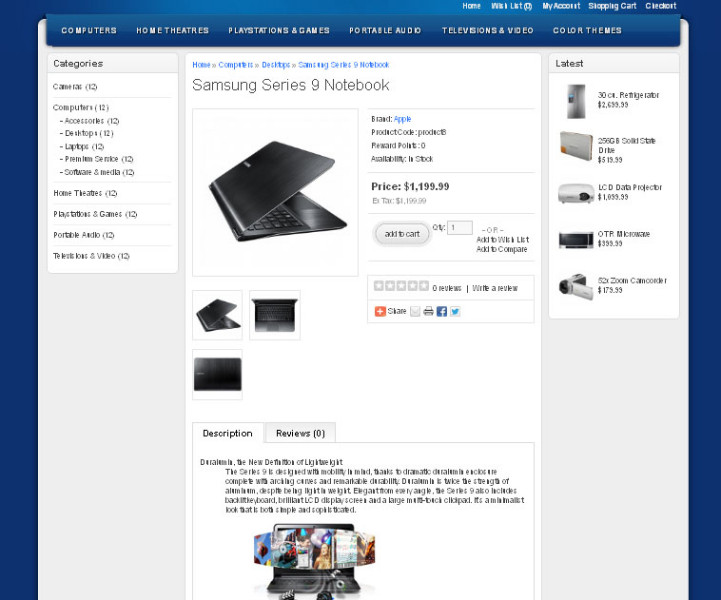 Home Wish List (0) My Account Shopping Cart Checkout
COMPUTERS HOME THEATRES PLAYSTATIONS & GAMES PORTABLE AUDIO TELEVISIONS & VIDEO COLOR THEMES
Categories
Cameras (12)
Computers (12)
- Accessories (12)
- Desktops (12)
- Laptops (12)
- Premium Service (12)
- Software & media (12)
Home Theatres (12)
Playstations & Games (12)
Portable Audio (12)
Televisions & Video (12)
Home » Computers » Desktops » Samsung Series 9 Notebook
Samsung Series 9 Notebook
Brand: Apple
Product Code: product8
Reward Points: 0
Availability: In Stock
Price: $1,199.99
Ex Tax: $1,199.99
add to cart
Qty: 1
- OR -
Add to Wish List
Add to Compare
0 reviews | Write a review
Share
Description Reviews (0)
Duralumin, the New Definition of Lightweight
The Series 9 is designed with mobility in mind, thanks to dramatic duralumin enclosure
complete with arching curves and remarkable durability. Duralumin is twice the strength of
aluminum, despite being light in weight. Elegant from every angle, the Series 9 also includes
backlit keyboard, brilliant LCD display screen and a large multi-touch clickpad. It's a minimalist
look that is both simple and sophisticated.
Latest
30 cu. Refrigerator
$2,699.99
256GB Solid State
Drive
$519.99
LCD Data Projector
$1,099.99
OTR Microwave
$399.99
52x Zoom Camcorder
$179.99